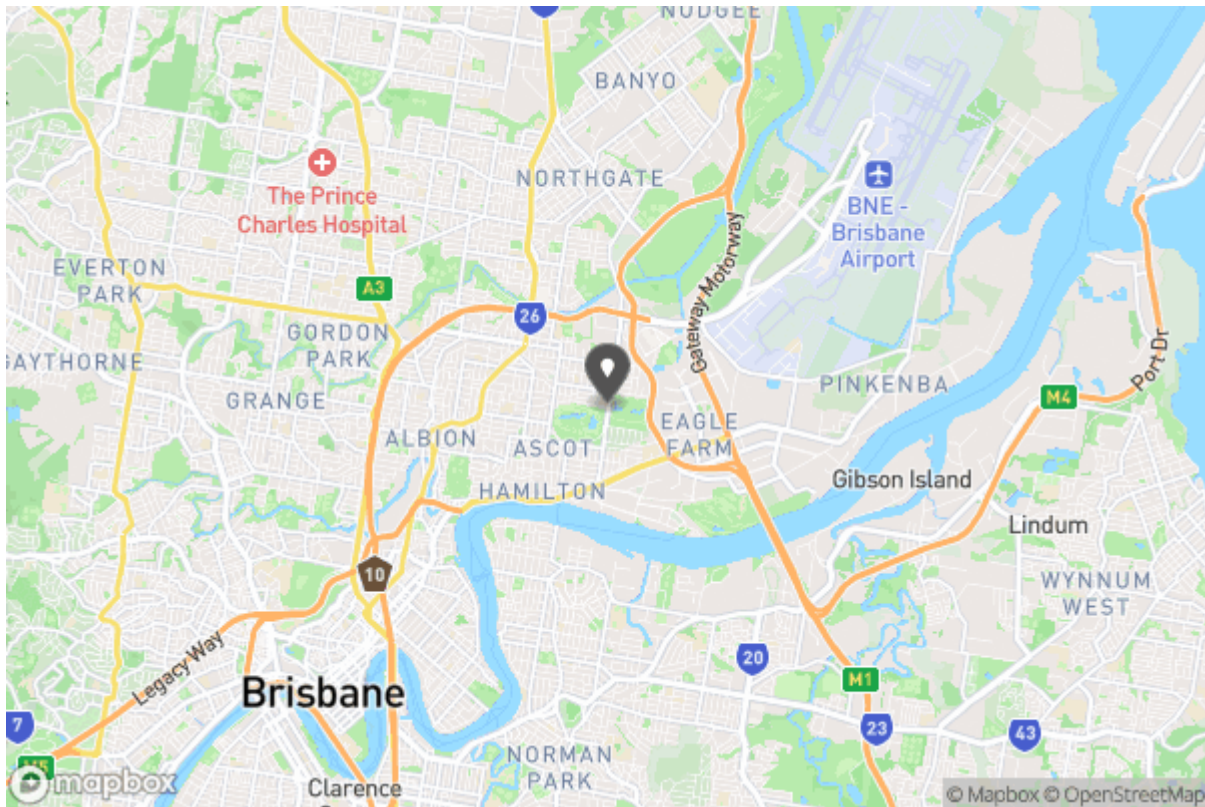 NUDGEE
BANYO
NORTHGATE
The Prince
Charles Hospital
BNE -
Brisbane
Airport
EVERTON
PARK
A3
26
GORDON
PARK
Gateway Motorway
GAYTHORNE
GRANGE
PINKENBA
Port Dr
M4
ALBION
ASCOT
EAGLE
FARM
HAMILTON
Gibson Island
Lindum
10
WYNNUM
WEST
Legacy Way
20
M1
Brisbane
7
23
43
M5
NORMAN
PARK
mapbox
Clarence
© Mapbox © OpenStreetMap